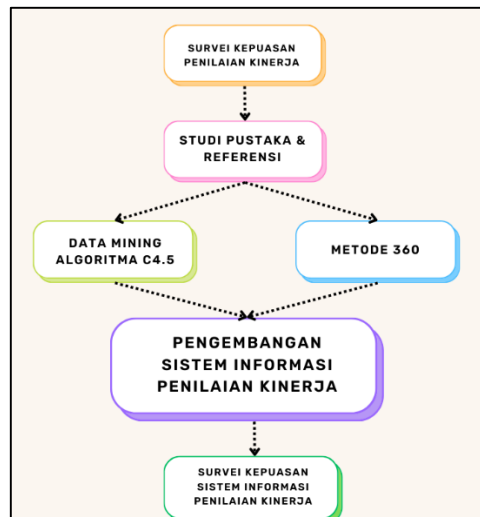 SURVEI KEPUASAN
PENILAIAN KINERJA
STUDI PUSTAKA &
REFERENSI
DATA MINING
ALGORITMA C4.5
METODE 360
PENGEMBANGAN
SISTEM INFORMASI
PENILAIAN KINERJA
SURVEI KEPUASAN
SISTEM INFORMASI
PENILAIAN KINERJA